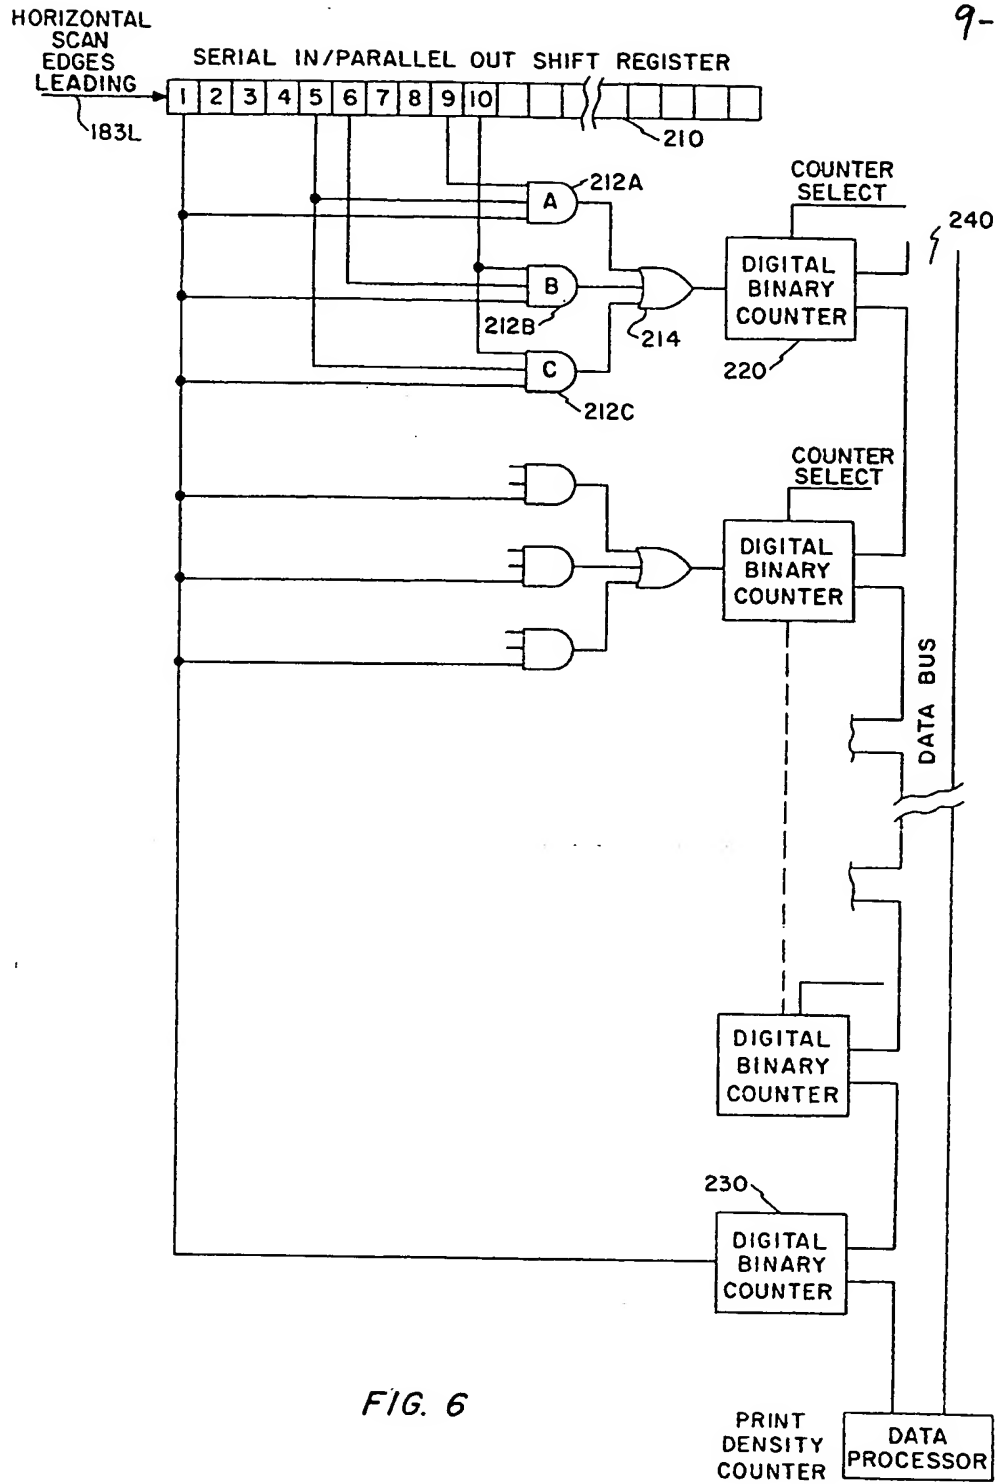 9-
HORIZONTAL
SCAN
EDGES
LEADING
SERIAL IN/PARALLEL OUT SHIFT REGISTER
1 2 3 4 5 6 7 8 9 10
183L
210
212A
A
COUNTER
SELECT
240
B
212B
214
DIGITAL
BINARY
COUNTER
220
C
212C
COUNTER
SELECT
DIGITAL
BINARY
COUNTER
DATA BUS
DIGITAL
BINARY
COUNTER
230
DIGITAL
BINARY
COUNTER
FIG. 6
PRINT
DENSITY
COUNTER
DATA
PROCESSOR